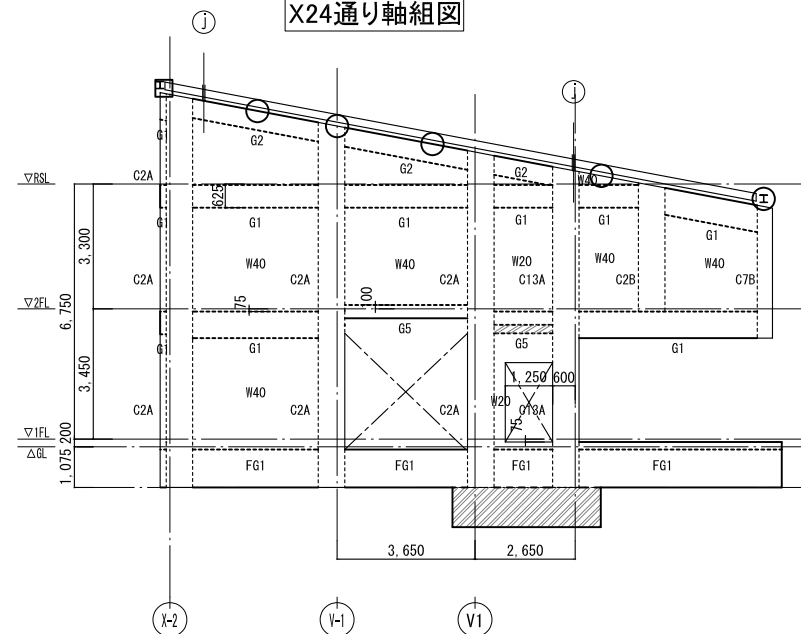 X24通り軸組図
j
j
G1
G2
G2
G2
C2A
W40
▽RSL
625
G1
G1
G1
G1
G1
G1
3,300
W40
W40
W20
W40
W40
C2A
C2A
C2A
C13A
C2B
C7B
▽2FL
75
100
6,750
G5
G5
G1
G1
G1
3,450
1,250
600
W40
W20
C2A
C2A
C2A
C13A
75
▽1FL
200
△GL
1,075
FG1
FG1
FG1
FG1
3,650
2,650
X-2
V-1
V1